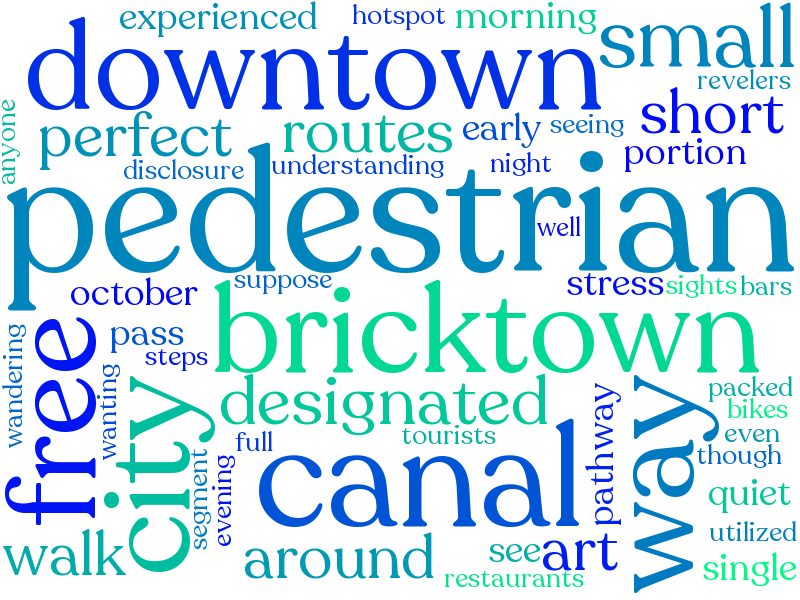 experienced hotspot morning small
downtown revelers
anyone perfect routes early seeing short
disclosure understanding night portion
pedestrian
well
october suppose stress sights bars
wandering free pass bricktown
steps
wanting city designated packed
bikes
full tourists pathway way even
though
segment evening canal quiet
utilized
walk around see art single
restaurants